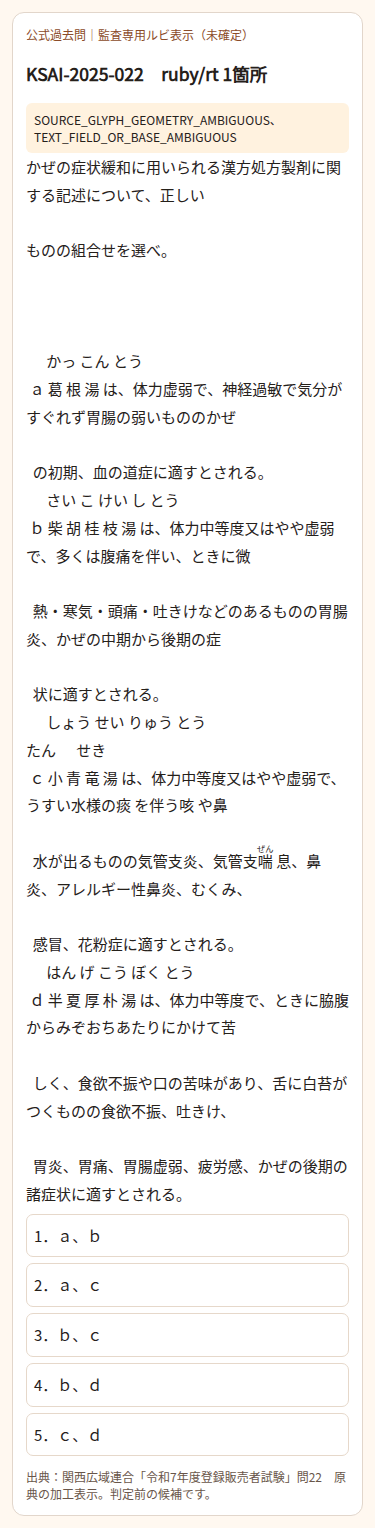 公式過去問｜監査専用ルビ表示（未確定）
KSAI-2025-022　ruby/rt 1箇所
SOURCE_GLYPH_GEOMETRY_AMBIGUOUS、
TEXT_FIELD_OR_BASE_AMBIGUOUS
かぜの症状緩和に用いられる漢方処方製剤に関
する記述について、正しい
ものの組合せを選べ。
かっ こん とう
ａ 葛 根 湯 は、体力虚弱で、神経過敏で気分が
すぐれず胃腸の弱いもののかぜ
の初期、血の道症に適すとされる。
さい こ けい し とう
ｂ 柴 胡 桂 枝 湯 は、体力中等度又はやや虚弱
で、多くは腹痛を伴い、ときに微
熱・寒気・頭痛・吐きけなどのあるものの胃腸
炎、かぜの中期から後期の症
状に適すとされる。
しょう せい りゅう とう
たん　 せき
ｃ 小 青 竜 湯 は、体力中等度又はやや虚弱で、
うすい水様の痰 を伴う咳 や鼻
ぜん
水が出るものの気管支炎、気管支喘 息、鼻
炎、アレルギー性鼻炎、むくみ、
感冒、花粉症に適すとされる。
はん げ こう ぼく とう
ｄ 半 夏 厚 朴 湯 は、体力中等度で、ときに脇腹
からみぞおちあたりにかけて苦
しく、食欲不振や口の苦味があり、舌に白苔が
つくものの食欲不振、吐きけ、
胃炎、胃痛、胃腸虚弱、疲労感、かぜの後期の
諸症状に適すとされる。
1．ａ、ｂ
2．ａ、ｃ
3．ｂ、ｃ
4．ｂ、ｄ
5．ｃ、ｄ
出典：関西広域連合「令和7年度登録販売者試験」問22　原
典の加工表示。判定前の候補です。